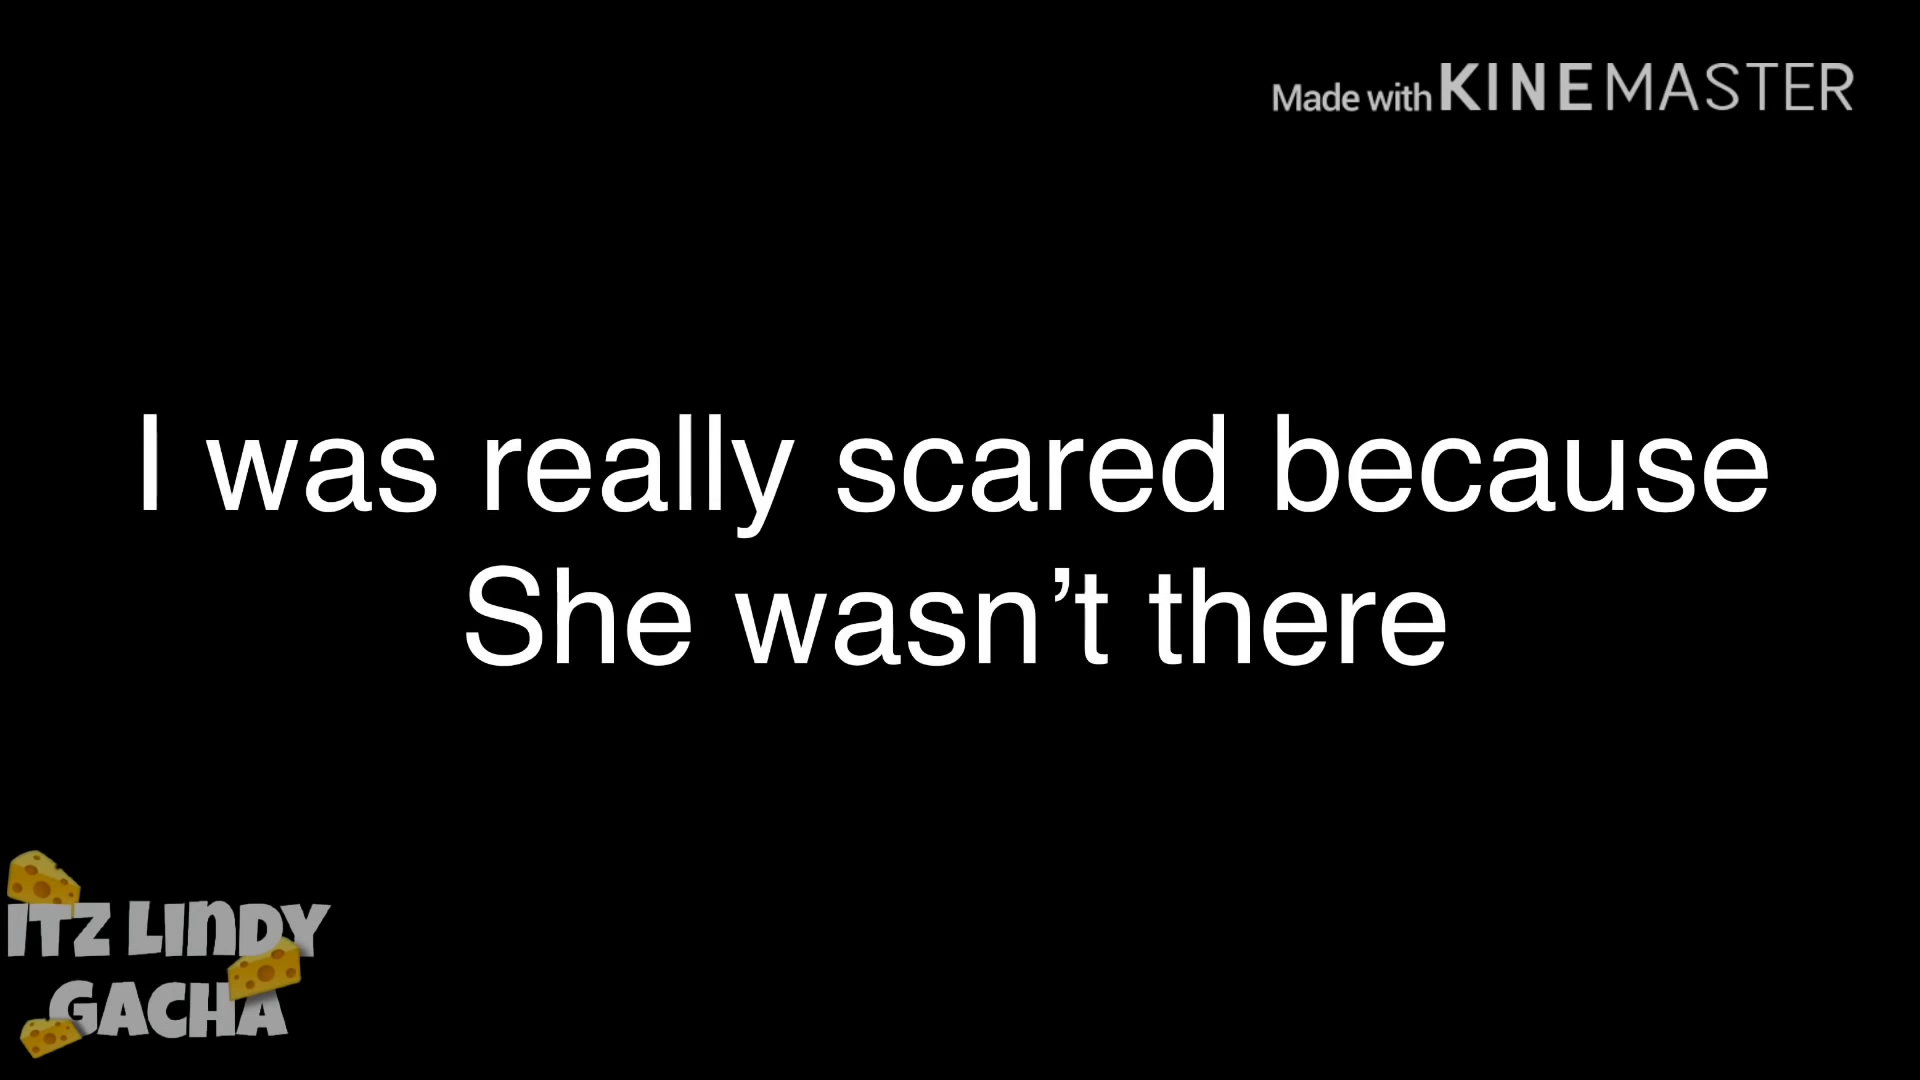 Made with KINEMASTER
I was really scared because
She wasn’t there
ITZ LINDY
GACHA